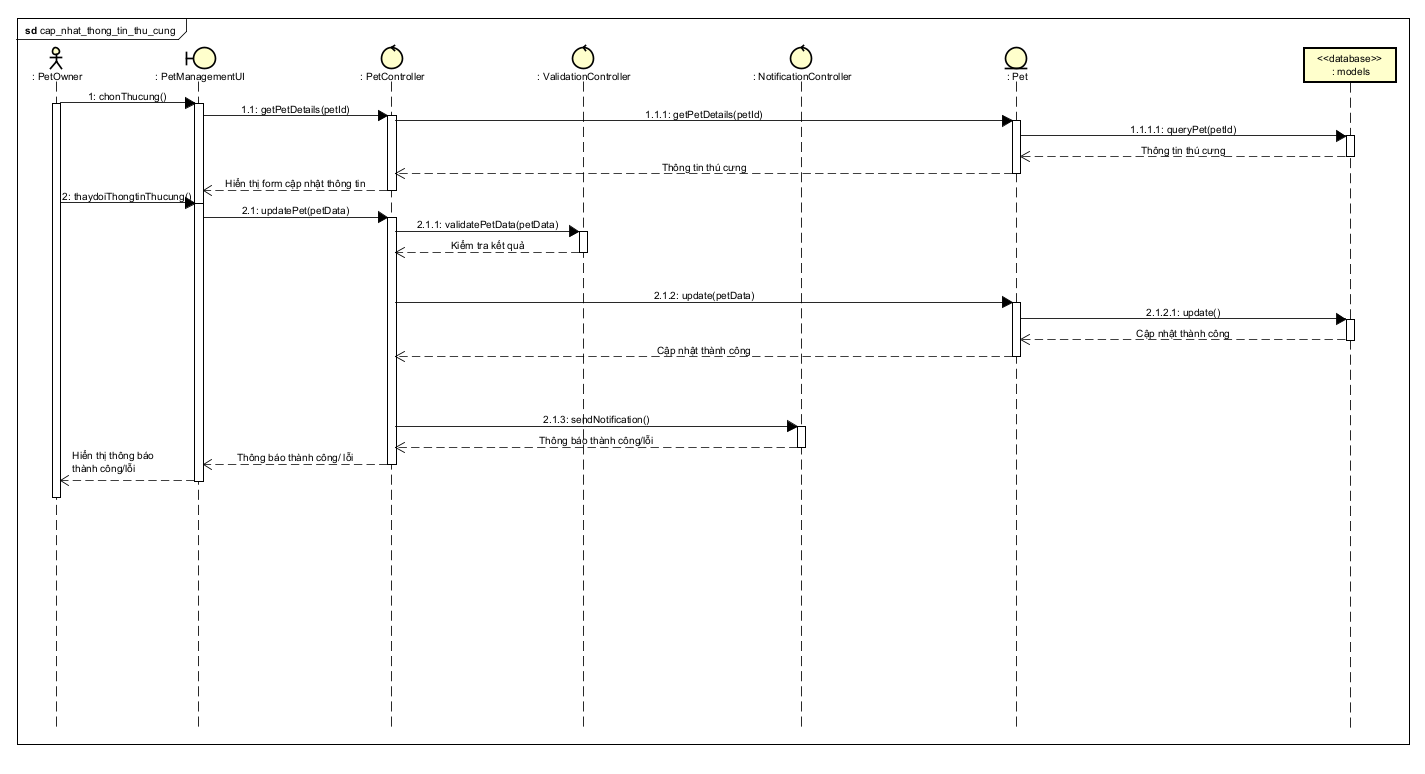 sd cap_nhat_thong_tin_thu_cung
: PetOwner
: PetManagementUI
: PetController
: ValidationController
: NotificationController
: Pet
<<database>>
: models
1: chonThucung()
1.1: getPetDetails(petId)
1.1.1: getPetDetails(petId)
1.1.1.1: queryPet(petId)
Thông tin thú cưng
Thông tin thú cưng
Hiển thị form cập nhật thông tin
2: thaydoiThongtinThucung()
2.1: updatePet(petData)
2.1.1: validatePetData(petData)
Kiểm tra kết quả
2.1.2: update(petData)
2.1.2.1: update()
Cập nhật thành công
Cập nhật thành công
2.1.3: sendNotification()
Thông báo thành công/lỗi
Thông báo thành công/ lỗi
Hiển thị thông báo
thành công/lỗi